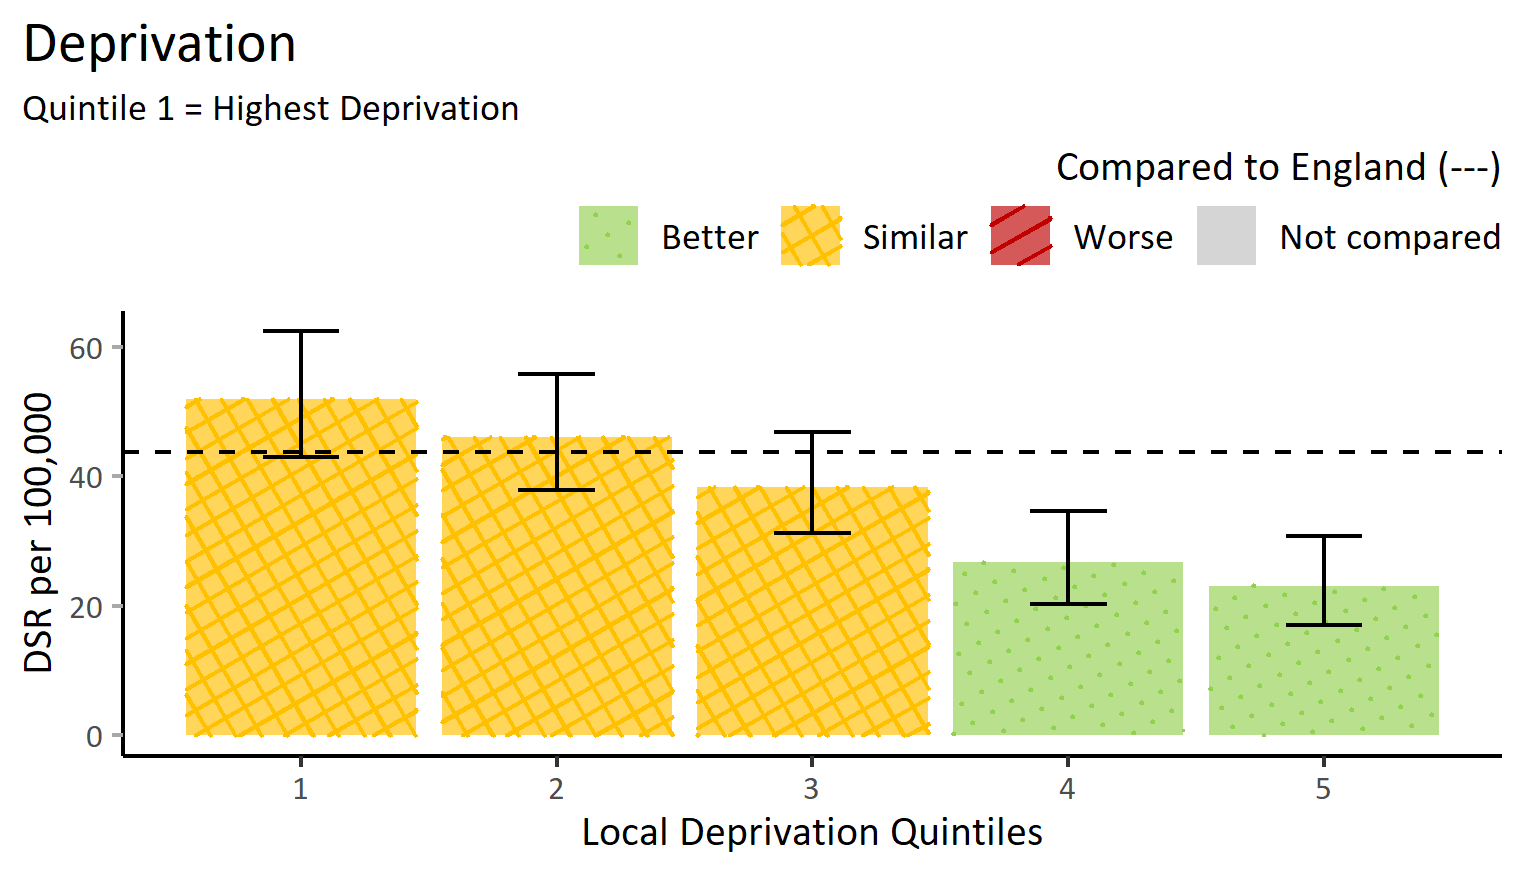 Deprivation
Quintile 1 = Highest Deprivation
Compared to England (---)
Better Similar Worse Not compared
DSR per 100,000
60
40
20
0
1 2 3 4 5
Local Deprivation Quintiles